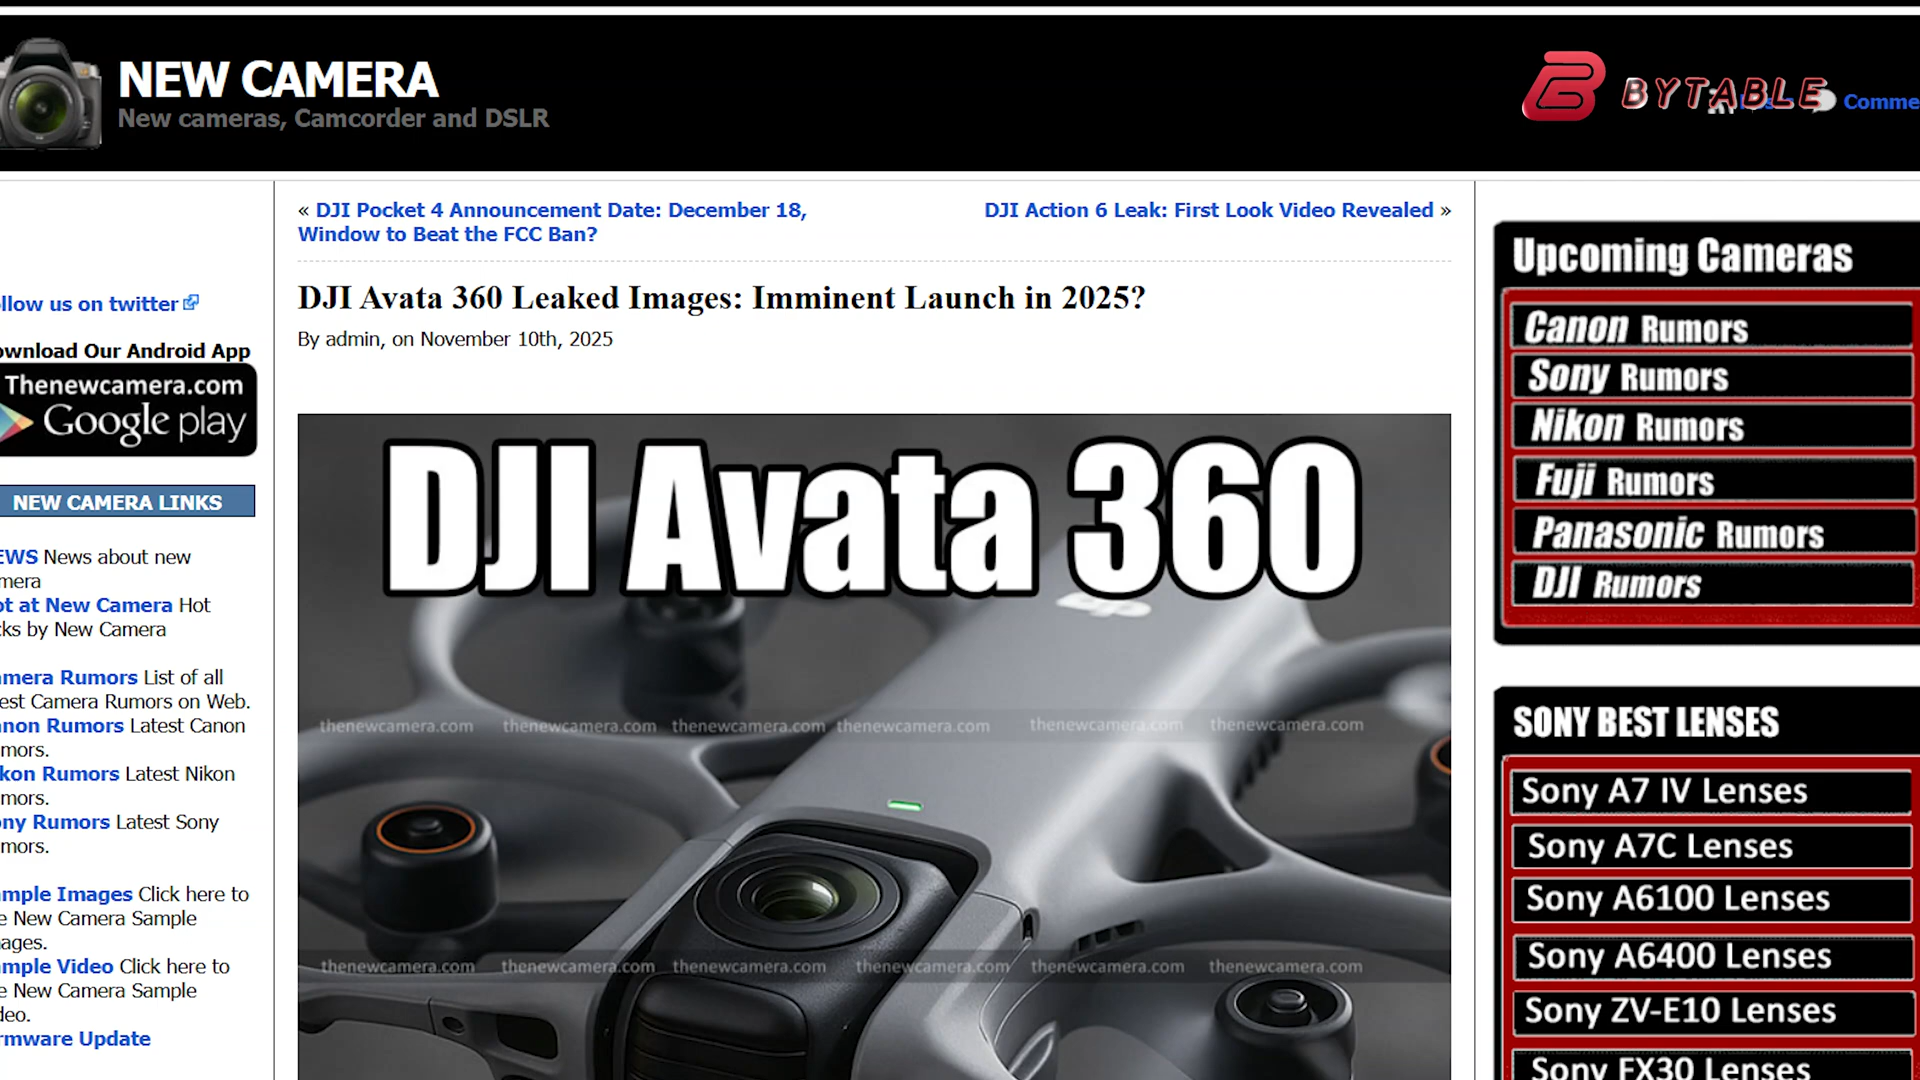 NEW CAMERA
New cameras, Camcorder and DSLR
BYTABLE
Comme
« DJI Pocket 4 Announcement Date: December 18,
Window to Beat the FCC Ban?
DJI Action 6 Leak: First Look Video Revealed »
DJI Avata 360 Leaked Images: Imminent Launch in 2025?
By admin, on November 10th, 2025
DJI Avata 360
thenewcamera.com thenewcamera.com thenewcamera.com thenewcamera.com thenewcamera.com thenewcamera.com
thenewcamera.com thenewcamera.com thenewcamera.com thenewcamera.com thenewcamera.com thenewcamera.com
llow us on twitter
ownload Our Android App
Thenewcamera.com
Google play
NEW CAMERA LINKS
EWS News about new
mera
ot at New Camera Hot
cks by New Camera
mera Rumors List of all
est Camera Rumors on Web.
anon Rumors Latest Canon
mors.
kon Rumors Latest Nikon
mors.
ny Rumors Latest Sony
mors.
mple Images Click here to
e New Camera Sample
ages.
mple Video Click here to
e New Camera Sample
deo.
rmware Update
Upcoming Cameras
Canon Rumors
Sony Rumors
Nikon Rumors
Fuji Rumors
Panasonic Rumors
DJI Rumors
SONY BEST LENSES
Sony A7 IV Lenses
Sony A7C Lenses
Sony A6100 Lenses
Sony A6400 Lenses
Sony ZV-E10 Lenses
Sony FX30 Lenses